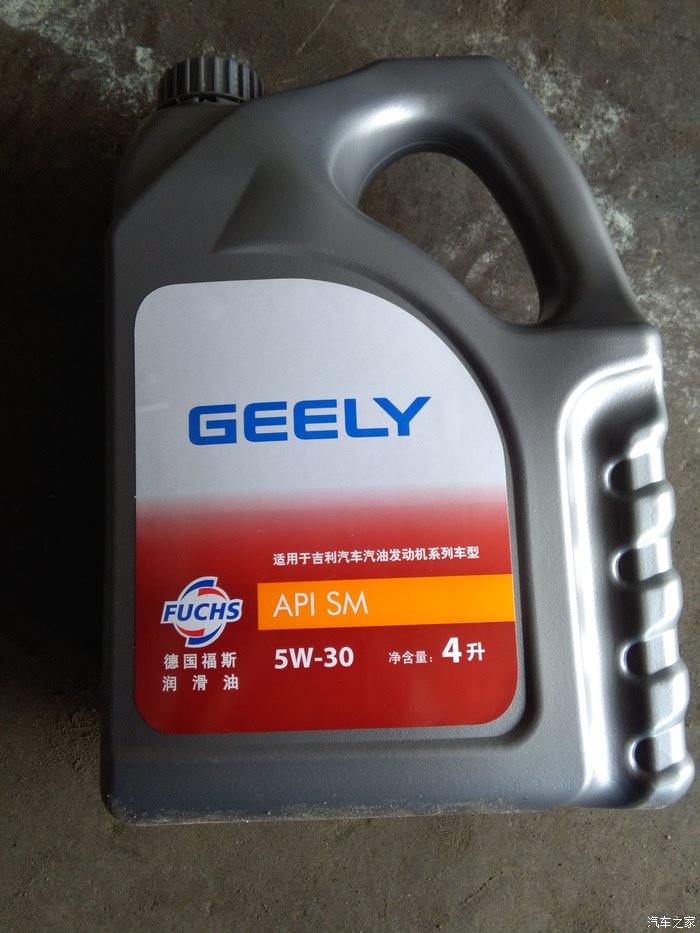 GEELY
适用于吉利汽车汽油发动机系列车型
FUCHS
API SM
德国福斯
润滑油
5W-30
净含量：4升
汽车之家